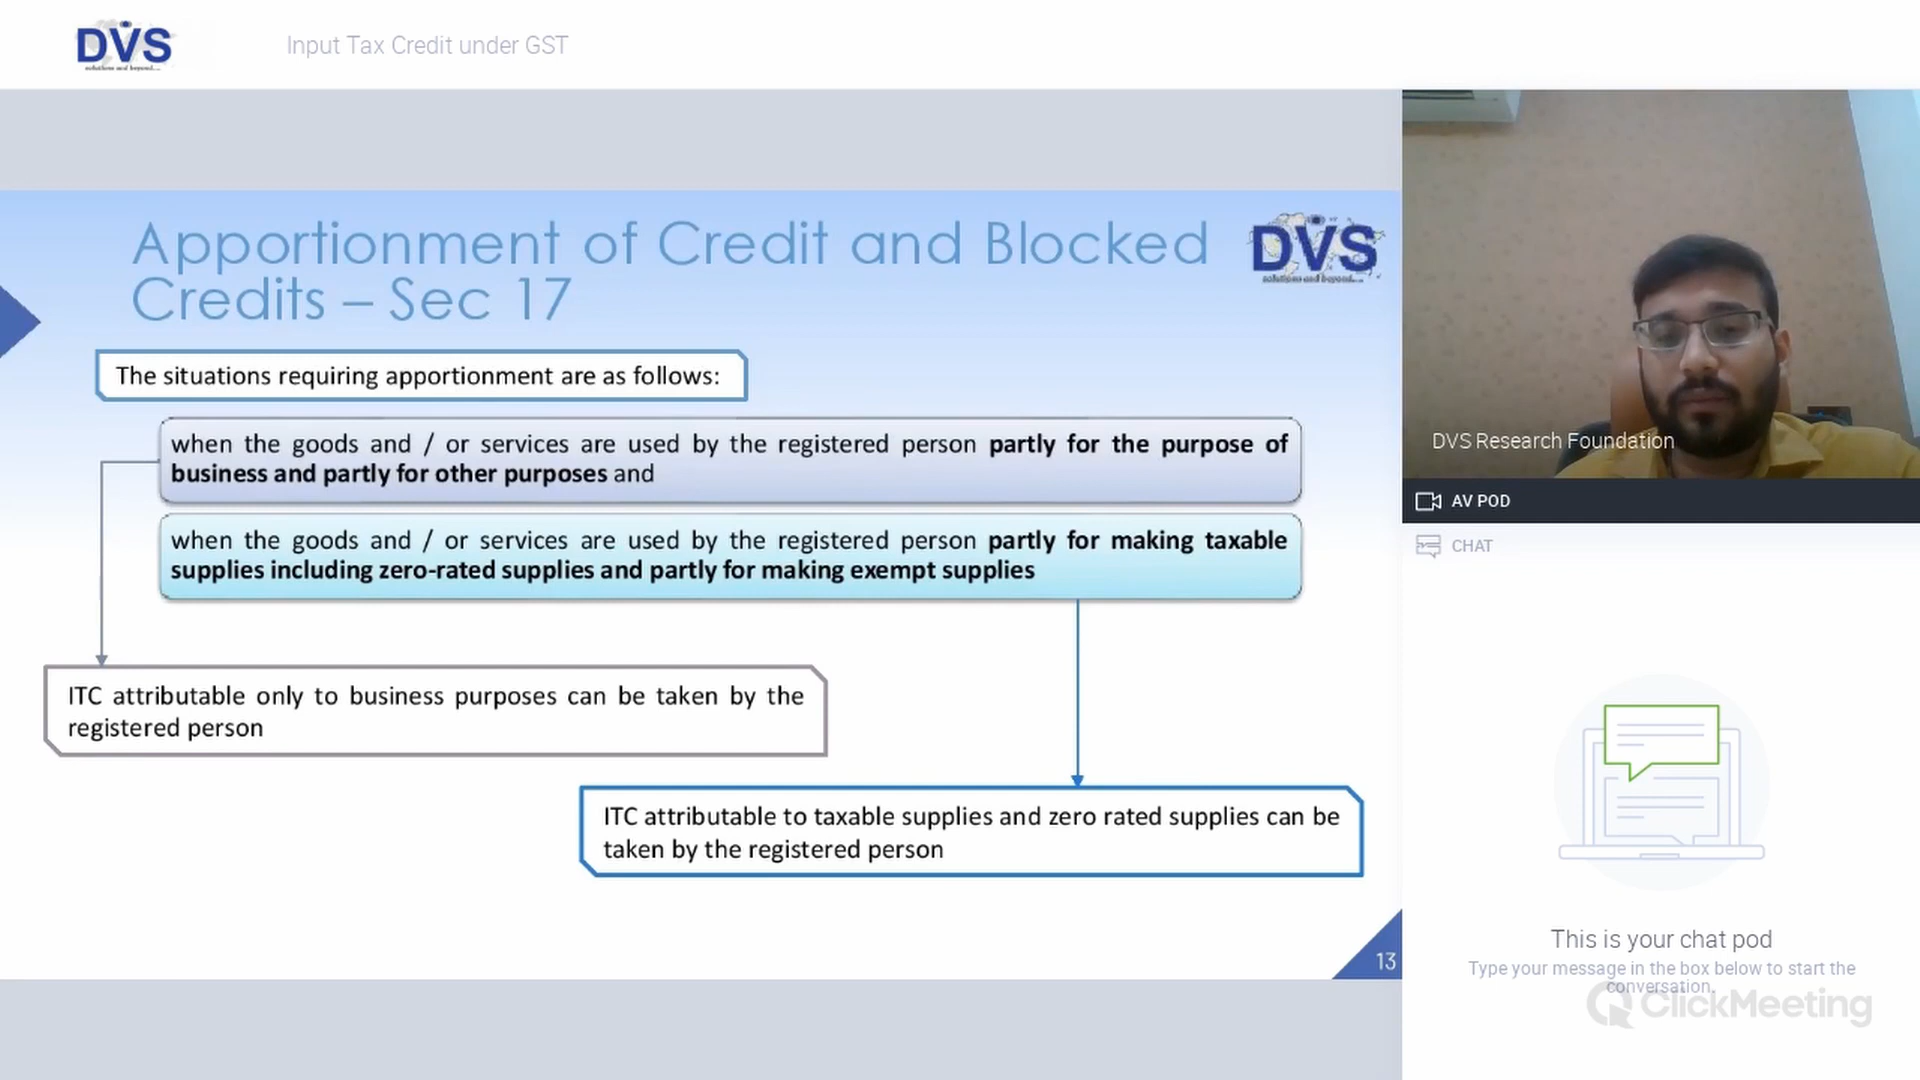 DVS
solutions and beyond...
Input Tax Credit under GST
Apportionment of Credit and Blocked
Credits – Sec 17
DVS
solutions and beyond...
The situations requiring apportionment are as follows:
when the goods and / or services are used by the registered person partly for the purpose of
business and partly for other purposes and
when the goods and / or services are used by the registered person partly for making taxable
supplies including zero-rated supplies and partly for making exempt supplies
ITC attributable only to business purposes can be taken by the
registered person
ITC attributable to taxable supplies and zero rated supplies can be
taken by the registered person
13
DVS Research Foundation
AV POD
CHAT
This is your chat pod
Type your message in the box below to start the
conversation.
ClickMeeting